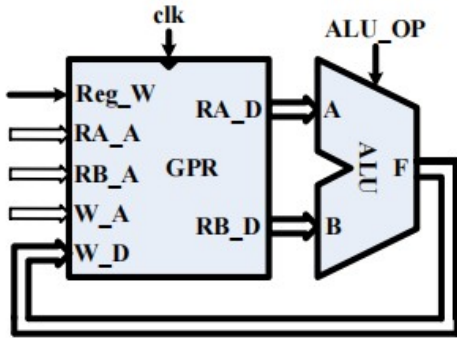 clk
ALU_OP
Reg_W
RA_A
RB_A
W_A
W_D
GPR
RA_D
RB_D
A
B
ALU
F